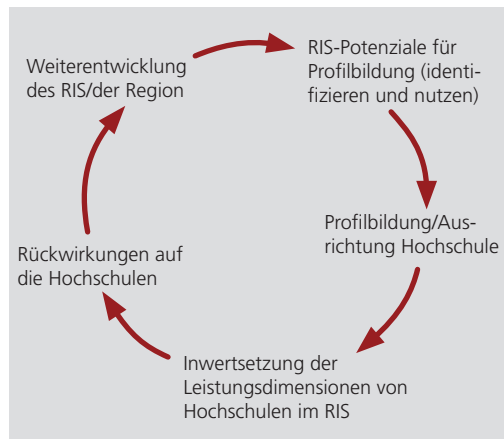 Weiterentwicklung
des RIS/der Region
RIS-Potenziale für
Profilbildung (identi-
fizieren und nutzen)
Profilbildung/Aus-
richtung Hochschule
Inwertsetzung der
Leistungsdimensionen von
Hochschulen im RIS
Rückwirkungen auf
die Hochschulen